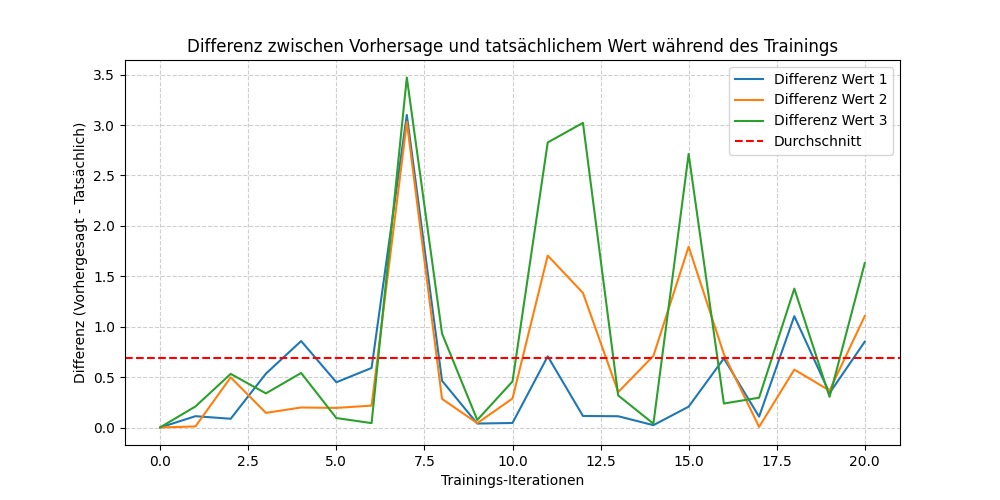 Differenz zwischen Vorhersage und tatsächlichem Wert während des Trainings
Differenz (Vorhergesagt - Tatsächlich)
3.5
3.0
2.5
2.0
1.5
1.0
0.5
0.0
Differenz Wert 1
Differenz Wert 2
Differenz Wert 3
Durchschnitt
0.0 2.5 5.0 7.5 10.0 12.5 15.0 17.5 20.0
Trainings-Iterationen